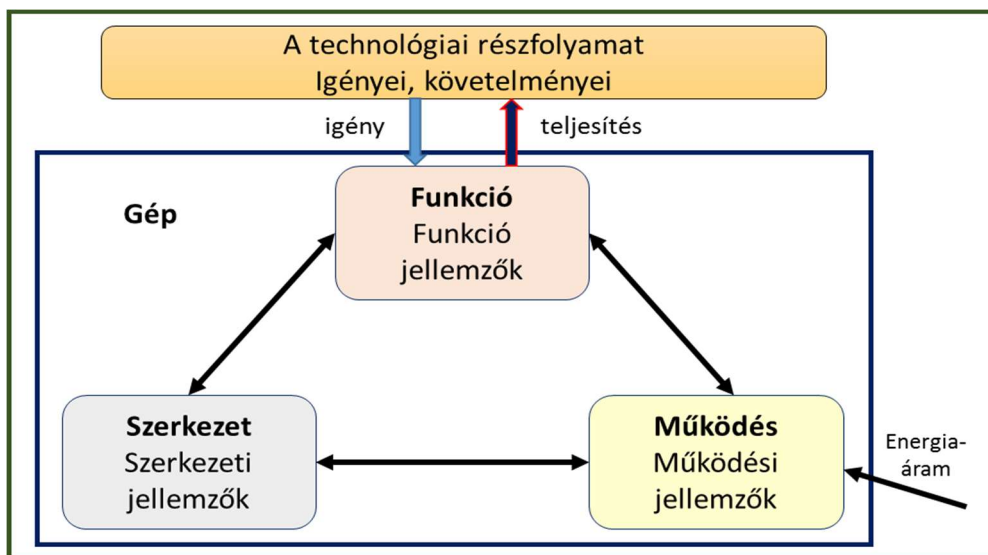 A technológiai részfolyamat
Igényei, követelményei
igény
teljesítés
Gép
Funkció
Funkció
jellemzők
Szerkezet
Szerkezeti
jellemzők
Működés
Működési
jellemzők
Energia-
áram